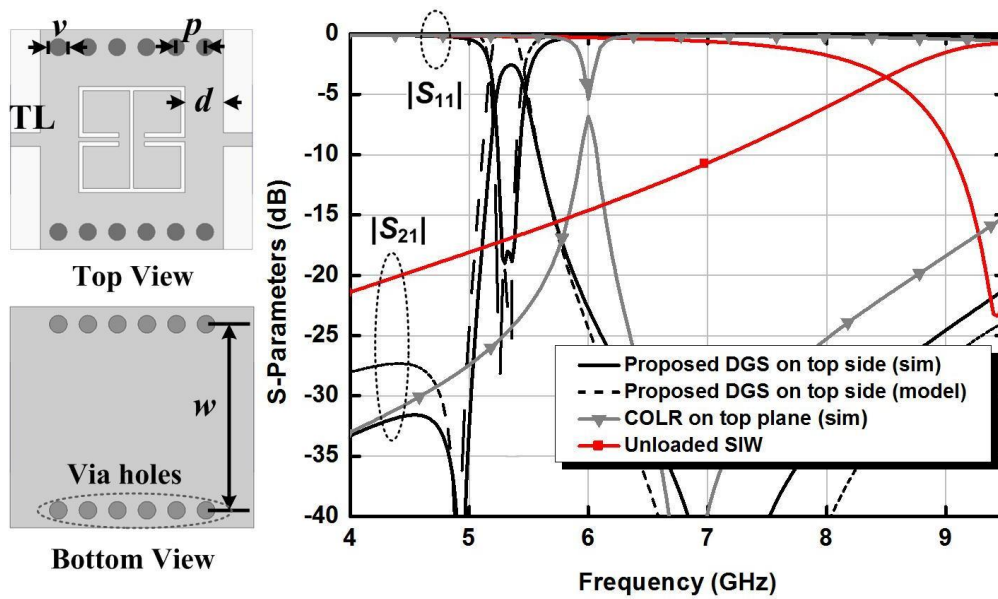 v
p
d
TL
Top View
w
Via holes
Bottom View
|S11|
|S21|
S-Parameters (dB)
0
-5
-10
-15
-20
-25
-30
-35
-40
4
5
6
7
8
9
Frequency (GHz)
Proposed DGS on top side (sim)
Proposed DGS on top side (model)
COLR on top plane (sim)
Unloaded SIW